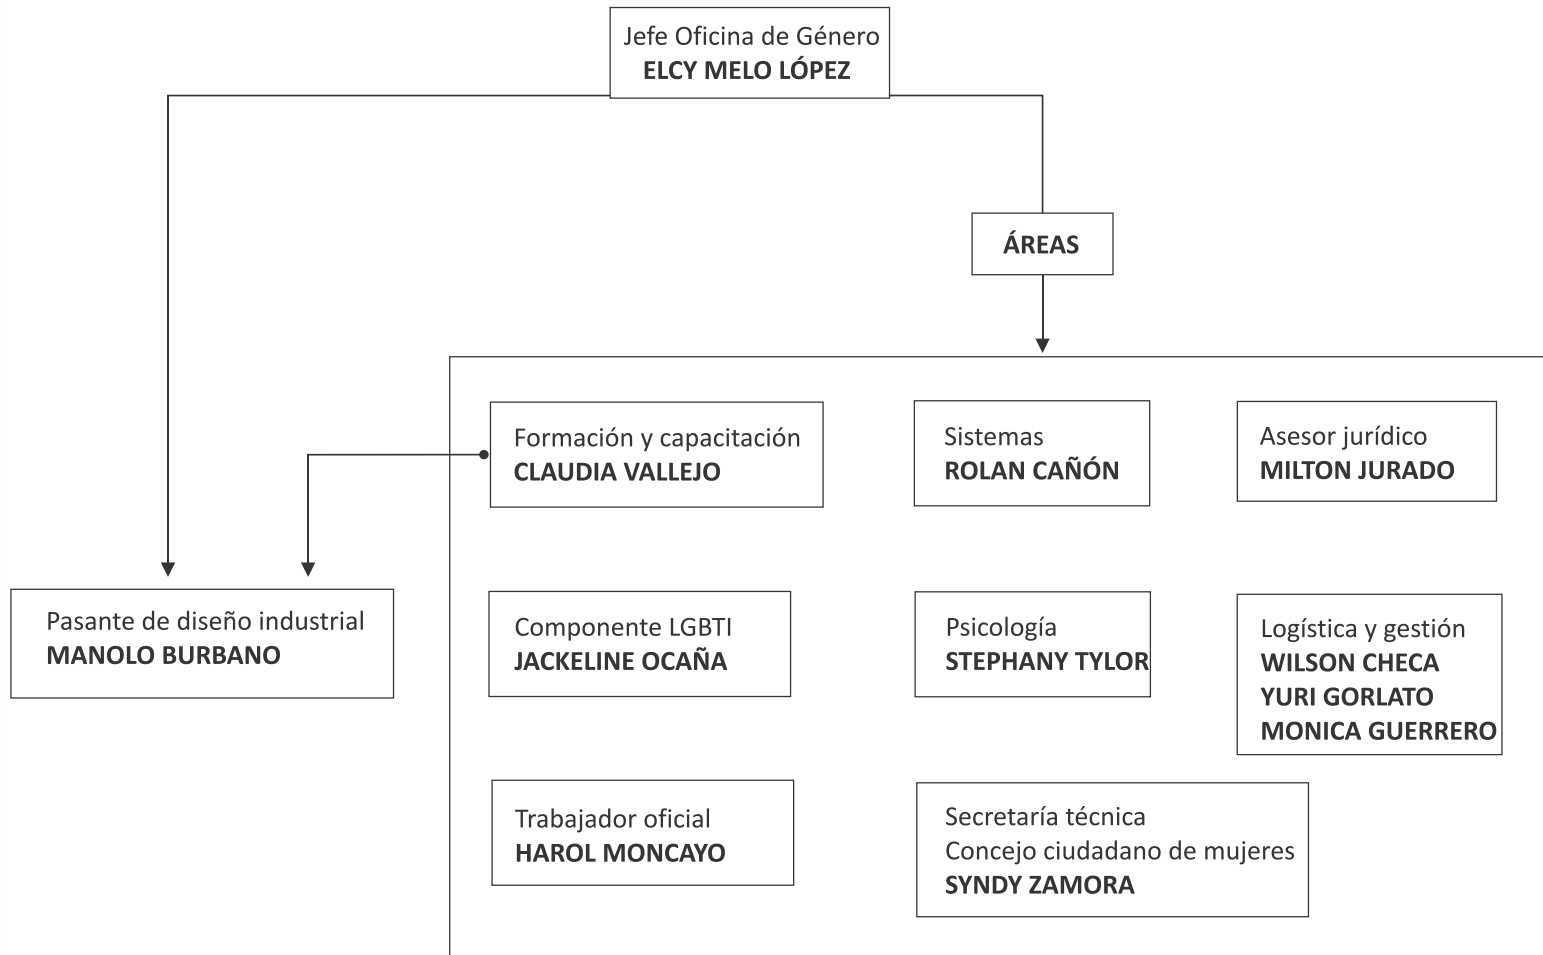 Jefe Oficina de Género
ELCY MELO LÓPEZ
ÁREAS
Formación y capacitación
CLAUDIA VALLEJO
Sistemas
ROLAN CAÑÓN
Asesor jurídico
MILTON JURADO
Pasante de diseño industrial
MANOLO BURBANO
Componente LGBTI
JACKELINE OCAÑA
Psicología
STEPHANY TYLOR
Logística y gestión
WILSON CHECA
YURI GORLATO
MONICA GUERRERO
Trabajador oficial
HAROL MONCAYO
Secretaría técnica
Concejo ciudadano de mujeres
SYNDY ZAMORA